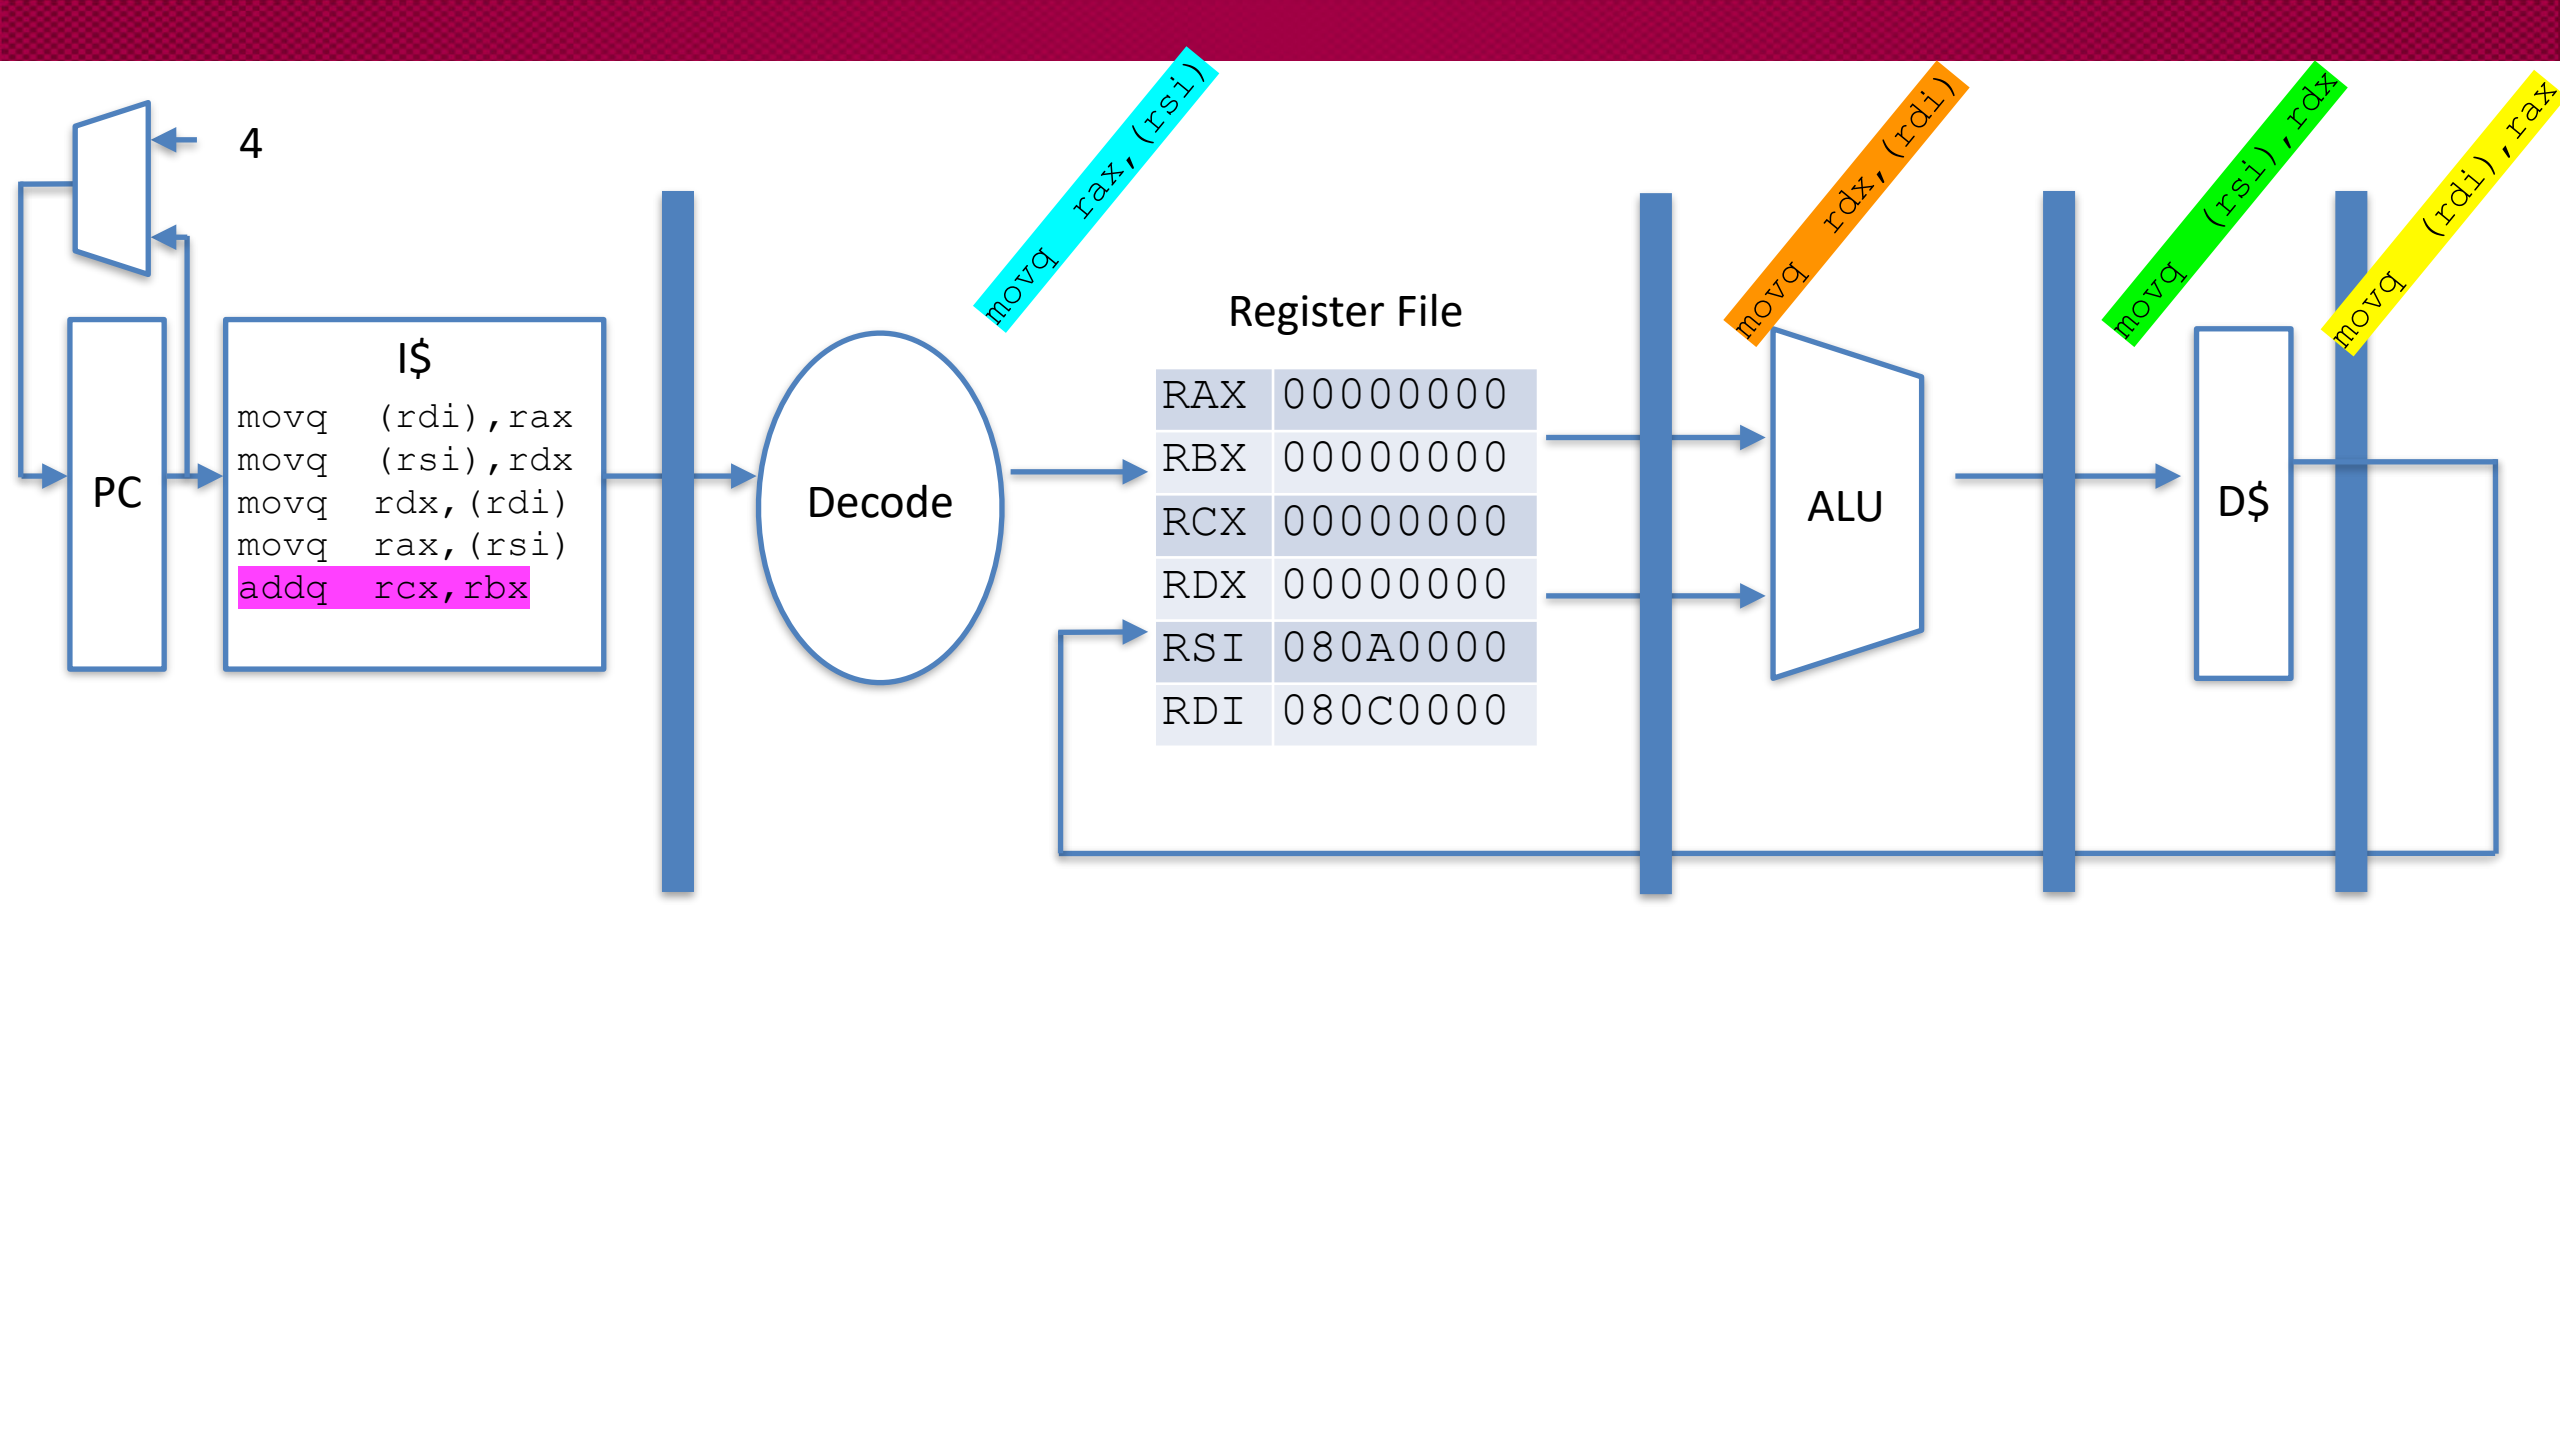 movq rax,(rsi)
movq rdx,(rdi)
movq (rsi),rdx
movq (rdi),rax
4
Register File
I$
movq (rdi),rax
movq (rsi),rdx
movq rdx,(rdi)
movq rax,(rsi)
addq rcx,rbx
PC
Decode
RAX 00000000
RBX 00000000
RCX 00000000
RDX 00000000
RSI 080A0000
RDI 080C0000
ALU
D$